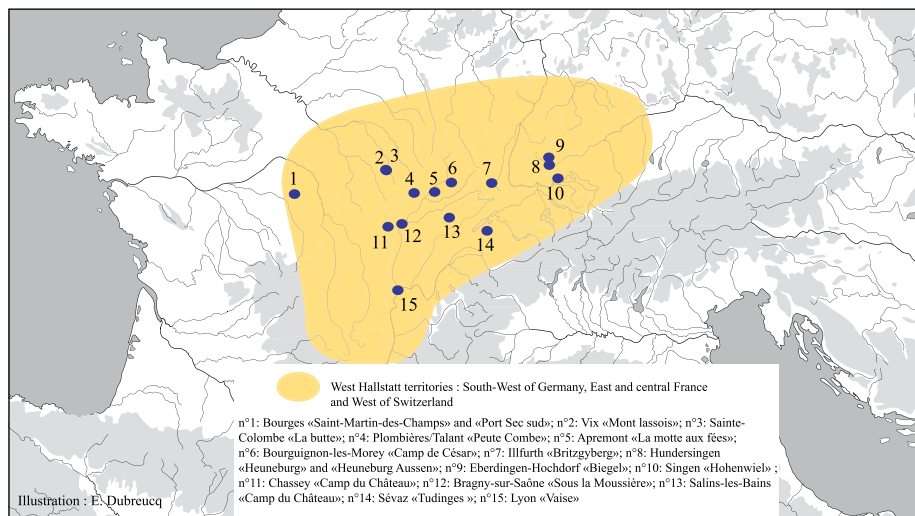 2 3
9
1
4
5
6
7
8
10
11
12
13
14
15
West Hallstatt territories : South-West of Germany, East and central France
and West of Switzerland
n°1: Bourges «Saint-Martin-des-Champs» and «Port Sec sud»; n°2: Vix «Mont lassois»; n°3: Sainte-
Colombe «La butte»; n°4: Plombières/Talant «Peute Combe»; n°5: Apremont «La motte aux fées»;
n°6: Bourguignon-les-Morey «Camp de César»; n°7: Illfurth «Britzgyberg»; n°8: Hundersingen
«Heuneburg» and «Heuneburg Aussen»; n°9: Eberdingen-Hochdorf «Biegel»; n°10: Singen «Hohenwiel» ;
n°11: Chassey «Camp du Château»; n°12: Bragny-sur-Saône «Sous la Moussière»; n°13: Salins-les-Bains
«Camp du Château»; n°14: Sévaz «Tudinges »; n°15: Lyon «Vaise»
Illustration : E. Dubreucq